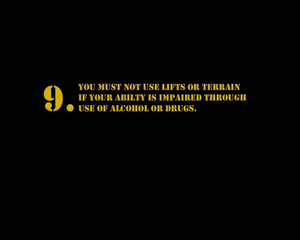 9. YOU MUST NOT USE LIFTS OR TERRAIN
IF YOUR ABILTY IS IMPAIRED THROUGH
USE OF ALCOHOL OR DRUGS.